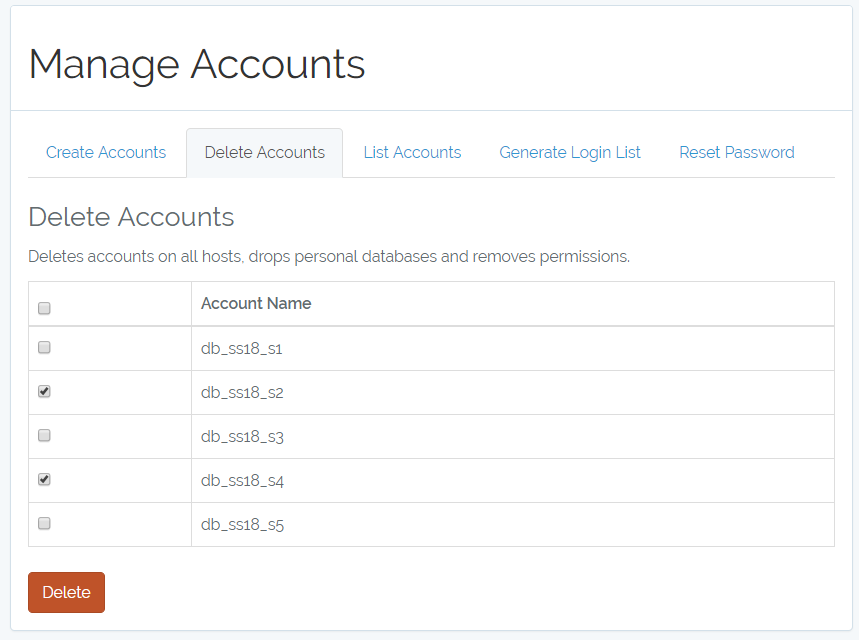 Manage Accounts
Create Accounts Delete Accounts List Accounts Generate Login List Reset Password
Delete Accounts
Deletes accounts on all hosts, drops personal databases and removes permissions.
Account Name
db_ss18_s1
db_ss18_s2
db_ss18_s3
db_ss18_s4
db_ss18_s5
Delete